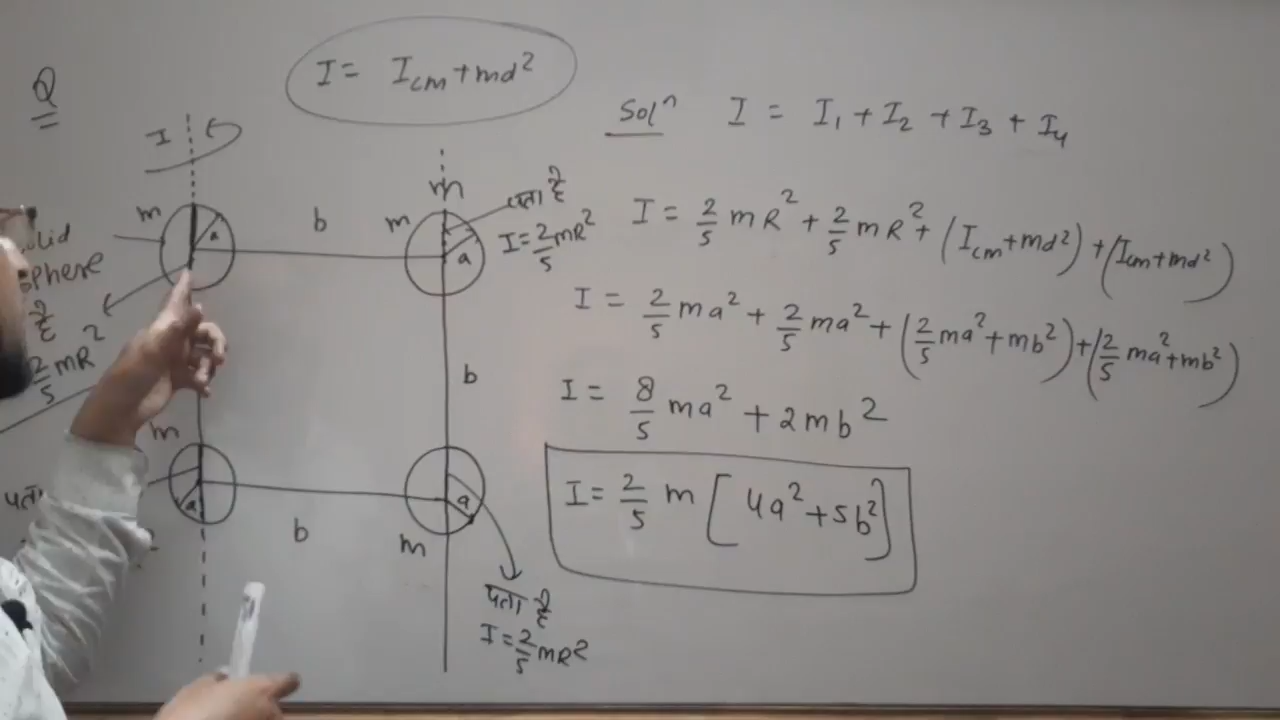 Q
I = Icm + md²
I
m
b
m
m
पता है
I = 2/5 mR²
a
a
sphere
है
2/5 mR²
b
m
a
a
b
m
पता है
I = 2/5 mR²
Solⁿ I = I₁ + I₂ + I₃ + I₄
I = 2/5 mR² + 2/5 mR² + (Icm + md²) + (Icm + md²)
I = 2/5 ma² + 2/5 ma² + (2/5 ma² + mb²) + (2/5 ma² + mb²)
I = 8/5 ma² + 2mb²
I = 2/5 m [4a² + 5b²]